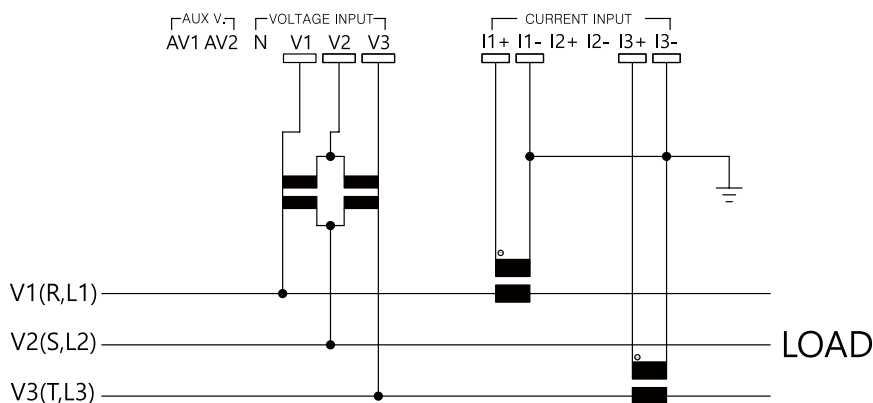 AUX V. VOLTAGE INPUT CURRENT INPUT
AV1 AV2 N V1 V2 V3 I1+ I1- I2+ I2- I3+ I3-
V1(R,L1)
V2(S,L2) LOAD
V3(T,L3)